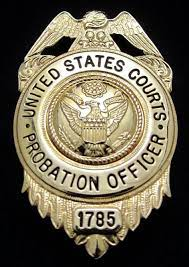 UNITED STATES COURTS
PROBATION OFFICER
1785